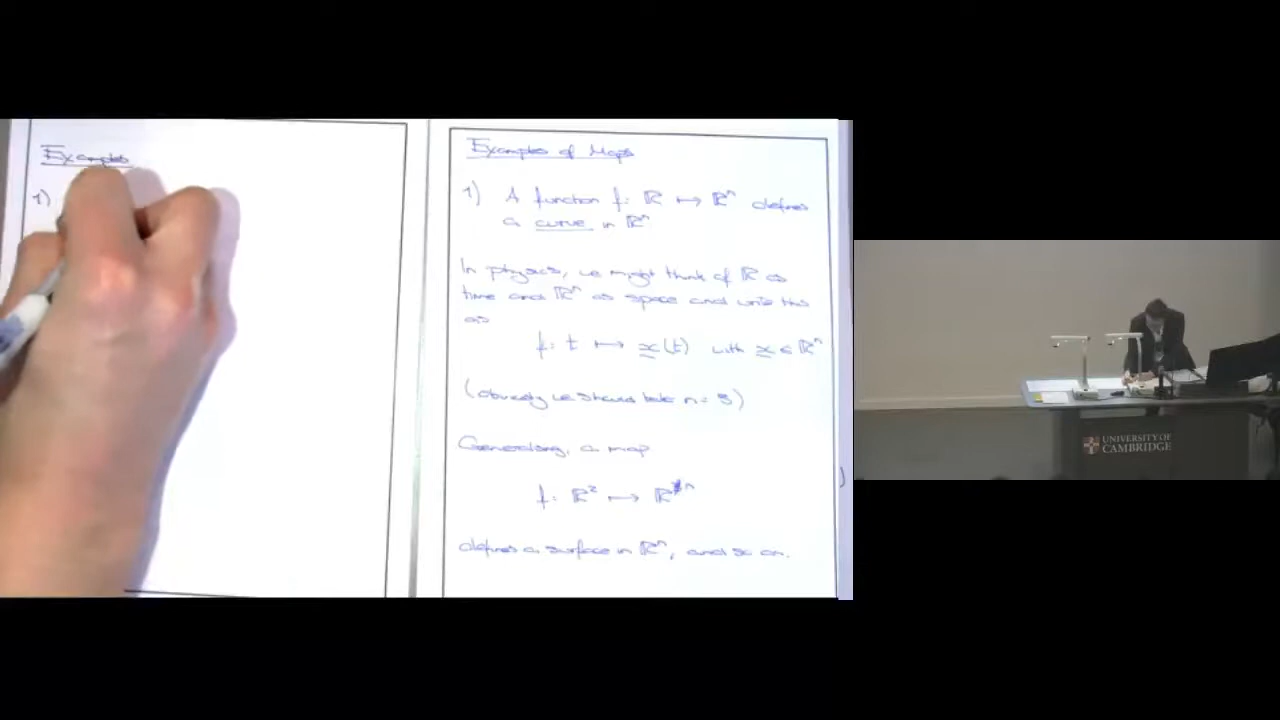 Examples
1)
Examples of Maps
1) A function f: ℝ ↦ ℝⁿ defines
a curve in ℝⁿ
In physics, we might think of ℝ as
time and ℝⁿ as space and write this
as
f: t ↦ x(t) with x ∈ ℝⁿ
(obviously we should take n = 3)
Generalising, a map
f: ℝ² ↦ ℝⁿ
defines a surface in ℝⁿ, and so on.
UNIVERSITY OF
CAMBRIDGE